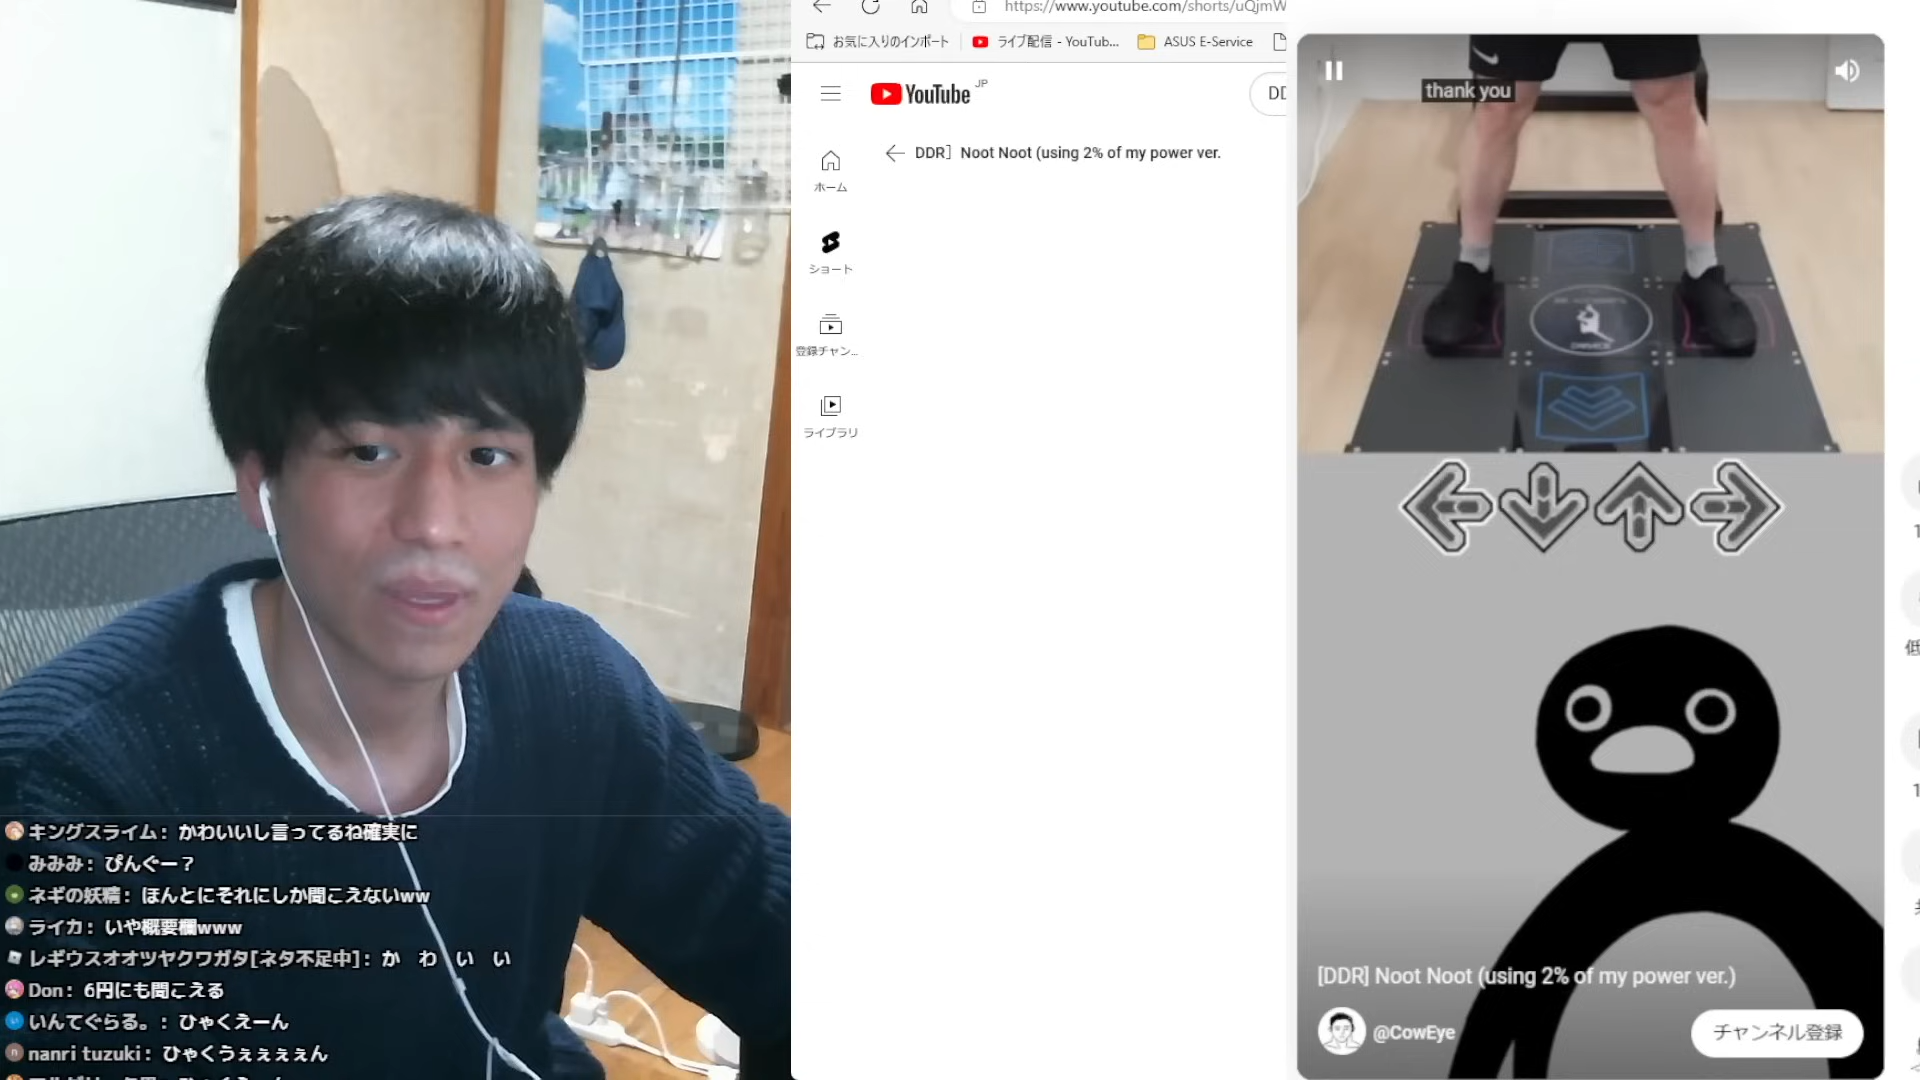 https://www.youtube.com/shorts/uQjmW
お気に入りのインポート
ライブ配信 - YouTub...
ASUS E-Service
YouTube JP
DD
DDR］ Noot Noot (using 2% of my power ver.
ホーム
ショート
登録チャン...
ライブラリ
thank you
[DDR] Noot Noot (using 2% of my power ver.)
@CowEye
チャンネル登録
キングスライム: かわいいし言ってるね確実に
みみみ: ぴんぐー？
ネギの妖精: ほんとにそれにしか聞こえないww
ライカ: いや概要欄www
レギウスオオツヤクワガタ[ネタ不足中]: か わ い い
Don: 6円にも聞こえる
いんてぐらる。: ひゃくえーん
nanri tuzuki: ひゃくうぇぇぇぇん